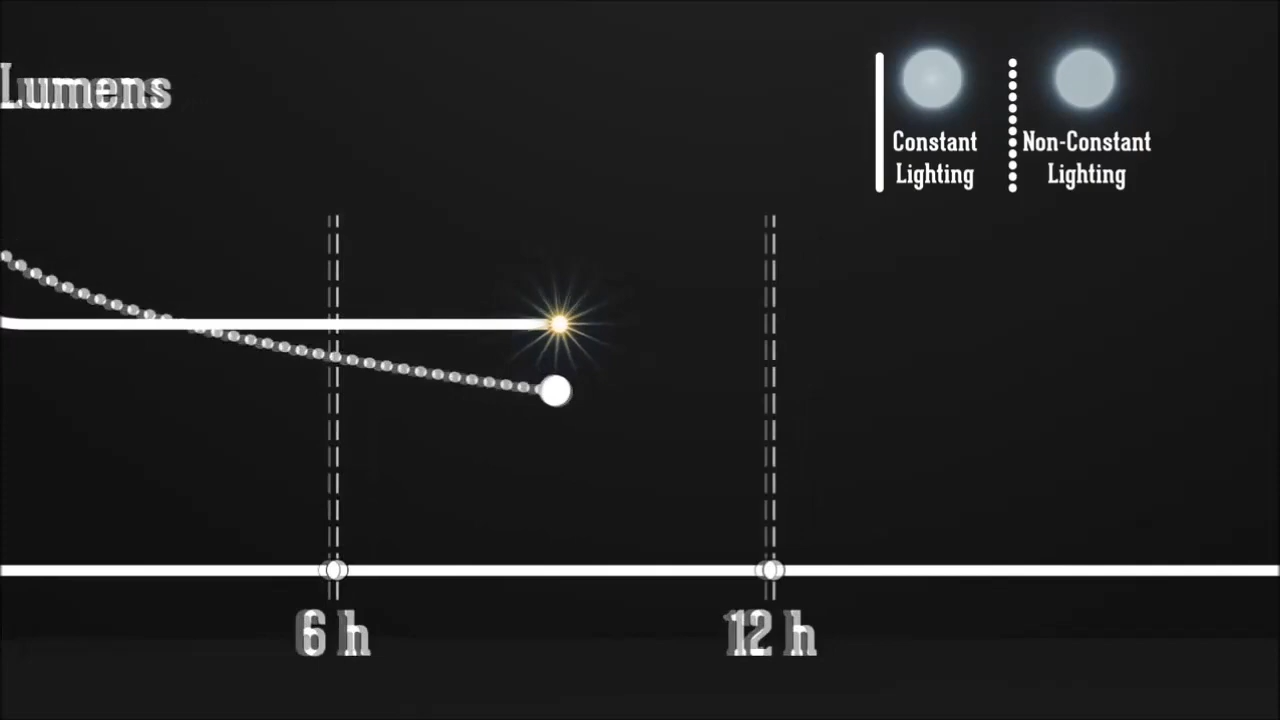 Lumens
Constant
Lighting
Non-Constant
Lighting
6 h
12 h